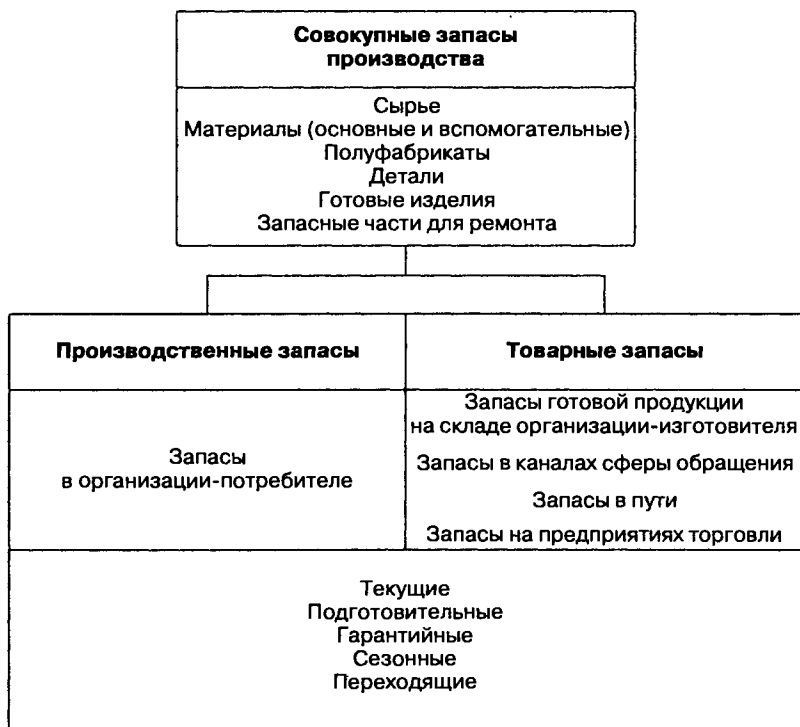 Совокупные запасы
производства
Сырье
Материалы (основные и вспомогательные)
Полуфабрикаты
Детали
Готовые изделия
Запасные части для ремонта
Производственные запасы
Товарные запасы
Запасы
в организации-потребителе
Запасы готовой продукции
на складе организации-изготовителя
Запасы в каналах сферы обращения
Запасы в пути
Запасы на предприятиях торговли
Текущие
Подготовительные
Гарантийные
Сезонные
Переходящие